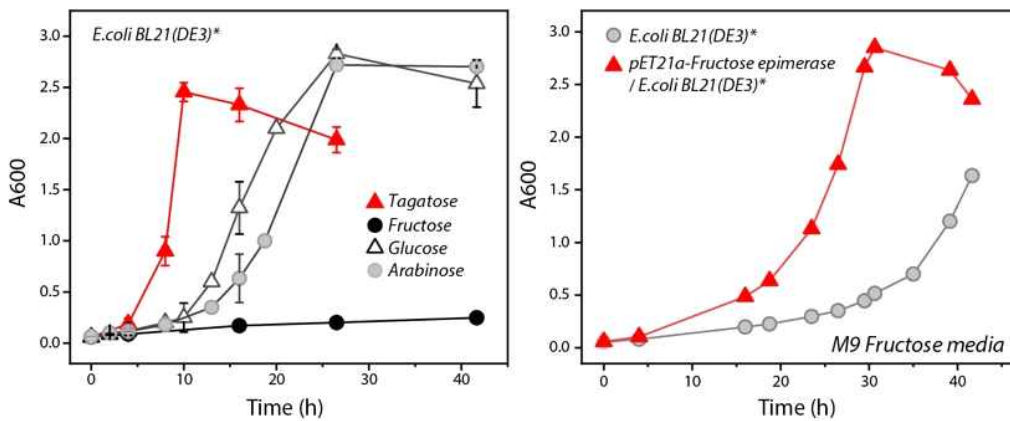 E.coli BL21(DE3)*
3.0
2.5
2.0
1.5
1.0
0.5
0.0
A600
Tagatose
Fructose
Glucose
Arabinose
0 10 20 30 40
Time (h)
E.coli BL21(DE3)*
pET21a-Fructose epimerase
/ E.coli BL21(DE3)*
3.0
2.5
2.0
1.5
1.0
0.5
0.0
A600
M9 Fructose media
0 10 20 30 40
Time (h)